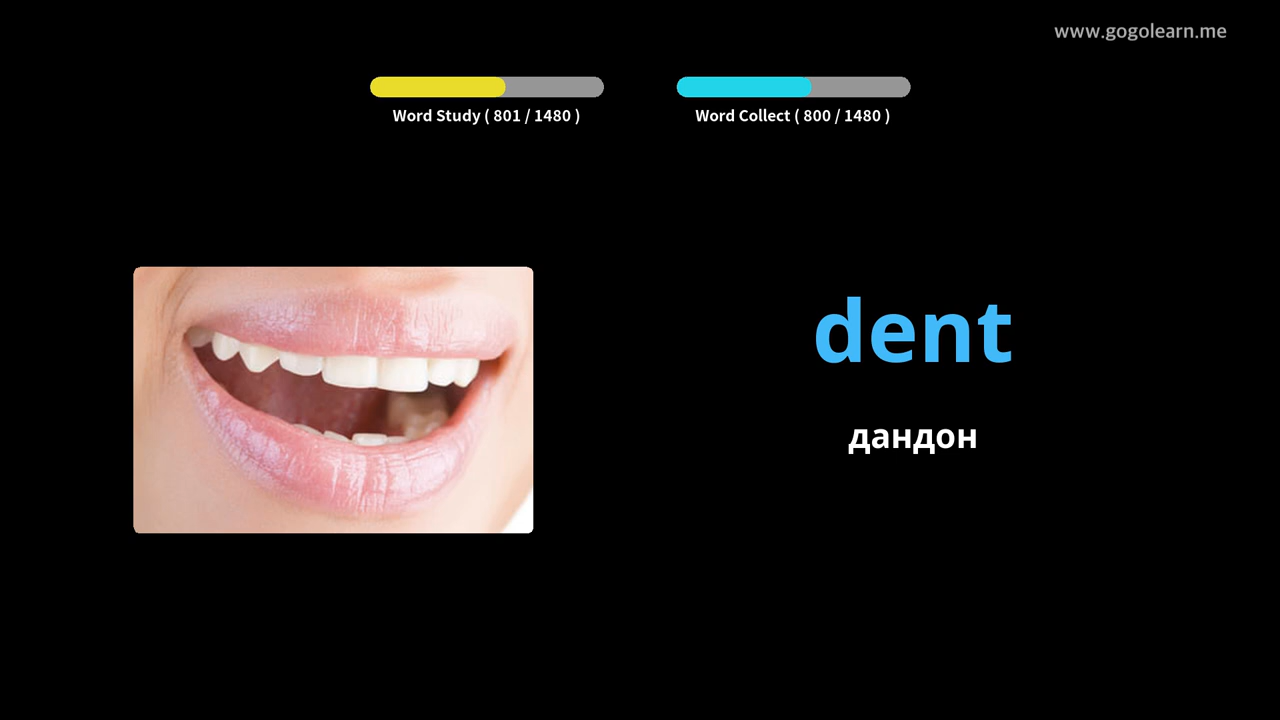 www.gogolearn.me
Word Study ( 801 / 1480 )
Word Collect ( 800 / 1480 )
dent
дандон